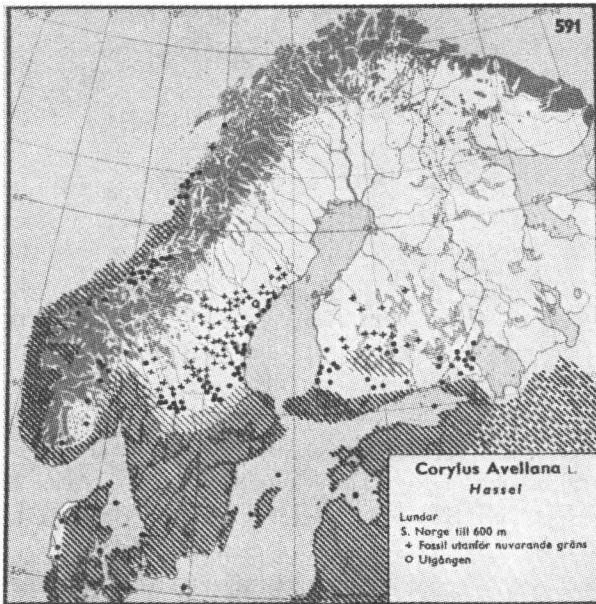 591
Corylus Avellana L.
Hassel
Lundar
S. Norge till 600 m
+ Fossil utanför nuvarande gräns
o Utgången